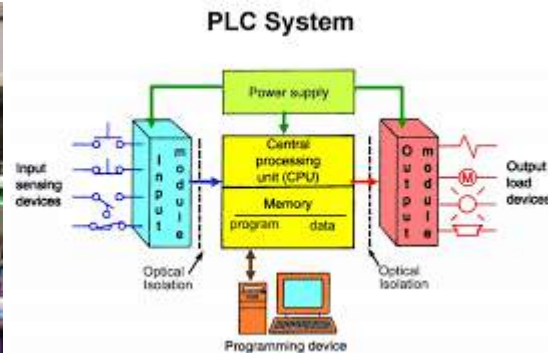 PLC System
Power supply
Input
sensing
devices
Input
module
Central
processing
unit (CPU)
Memory
program data
Output
module
M
Output
load
devices
Optical
Isolation
Optical
Isolation
Programming device